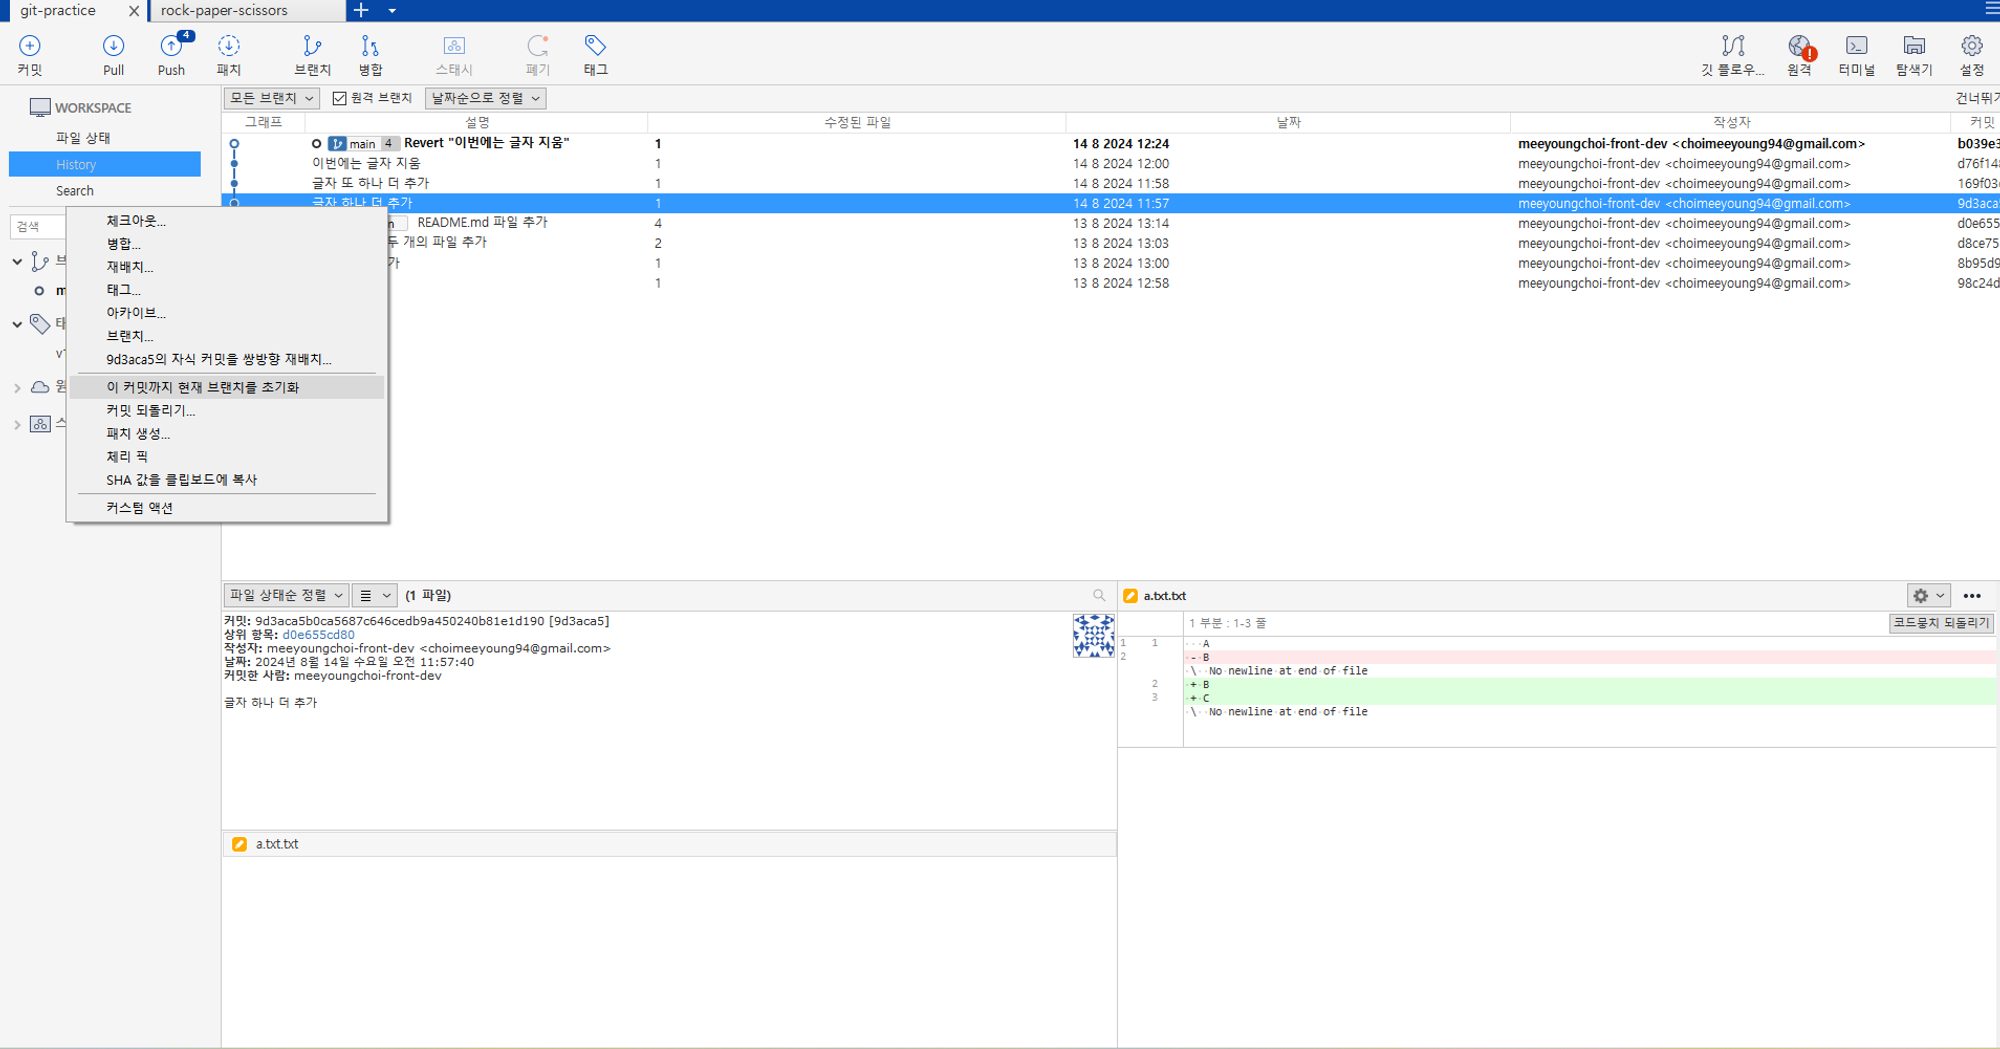 git-practice
rock-paper-scissors
커밋
Pull
4
Push
패치
브랜치
병합
스태시
폐기
태그
깃 플로우...
원격
터미널
탐색기
설정
WORKSPACE
파일 상태
History
Search
검색
모든 브랜치
원격 브랜치
날짜순으로 정렬
건너뛰기
그래프 설명 수정된 파일 날짜 작성자 커밋
main 4 Revert "이번에는 글자 지움" 1 14 8 2024 12:24 meeyoungchoi-front-dev <choimeeyoung94@gmail.com> b039e3
이번에는 글자 지움 1 14 8 2024 12:00 meeyoungchoi-front-dev <choimeeyoung94@gmail.com> d76f14
글자 또 하나 더 추가 1 14 8 2024 11:58 meeyoungchoi-front-dev <choimeeyoung94@gmail.com> 169f03
글자 하나 더 추가 1 14 8 2024 11:57 meeyoungchoi-front-dev <choimeeyoung94@gmail.com> 9d3aca
README.md 파일 추가 4 13 8 2024 13:14 meeyoungchoi-front-dev <choimeeyoung94@gmail.com> d0e655
두 개의 파일 추가 2 13 8 2024 13:03 meeyoungchoi-front-dev <choimeeyoung94@gmail.com> d8ce75
가 1 13 8 2024 13:00 meeyoungchoi-front-dev <choimeeyoung94@gmail.com> 8b95d9
1 13 8 2024 12:58 meeyoungchoi-front-dev <choimeeyoung94@gmail.com> 98c24d
체크아웃...
병합...
재배치...
태그...
아카이브...
브랜치...
9d3aca5의 자식 커밋을 쌍방향 재배치...
이 커밋까지 현재 브랜치를 초기화
커밋 되돌리기...
패치 생성...
체리 픽
SHA 값을 클립보드에 복사
커스텀 액션
파일 상태순 정렬
(1 파일)
커밋: 9d3aca5b0ca5687c646cedb9a450240b81e1d190 [9d3aca5]
상위 항목: d0e655cd80
작성자: meeyoungchoi-front-dev <choimeeyoung94@gmail.com>
날짜: 2024년 8월 14일 수요일 오전 11:57:40
커밋한 사람: meeyoungchoi-front-dev
글자 하나 더 추가
a.txt.txt
a.txt.txt
1 부분 : 1-3 줄
코드뭉치 되돌리기
1 1 A
2 - B
\ No newline at end of file
2 + B
3 + C
\ No newline at end of file